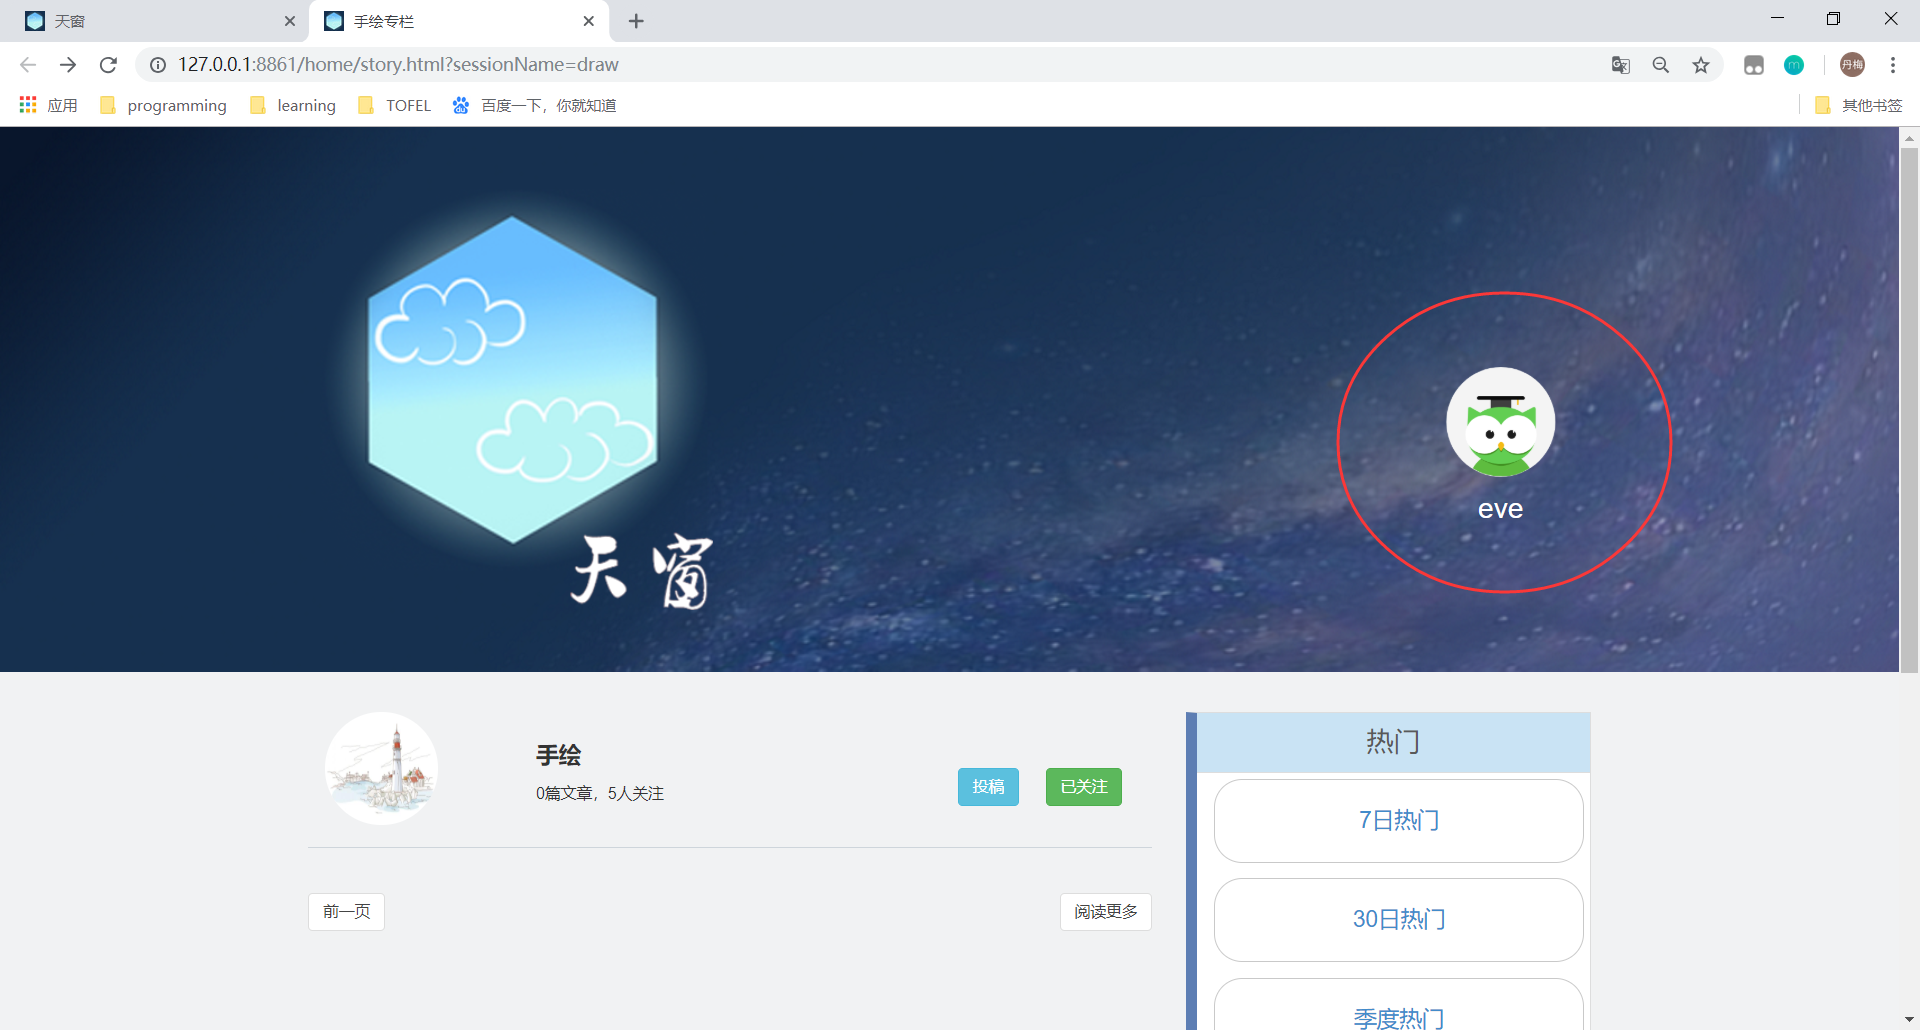 天窗
手绘专栏
127.0.0.1:8861/home/story.html?sessionName=draw
丹梅
应用
programming
learning
TOFEL
du
百度一下，你就知道
其他书签
天窗
eve
手绘
0篇文章，5人关注
投稿
已关注
前一页
阅读更多
热门
7日热门
30日热门
季度热门